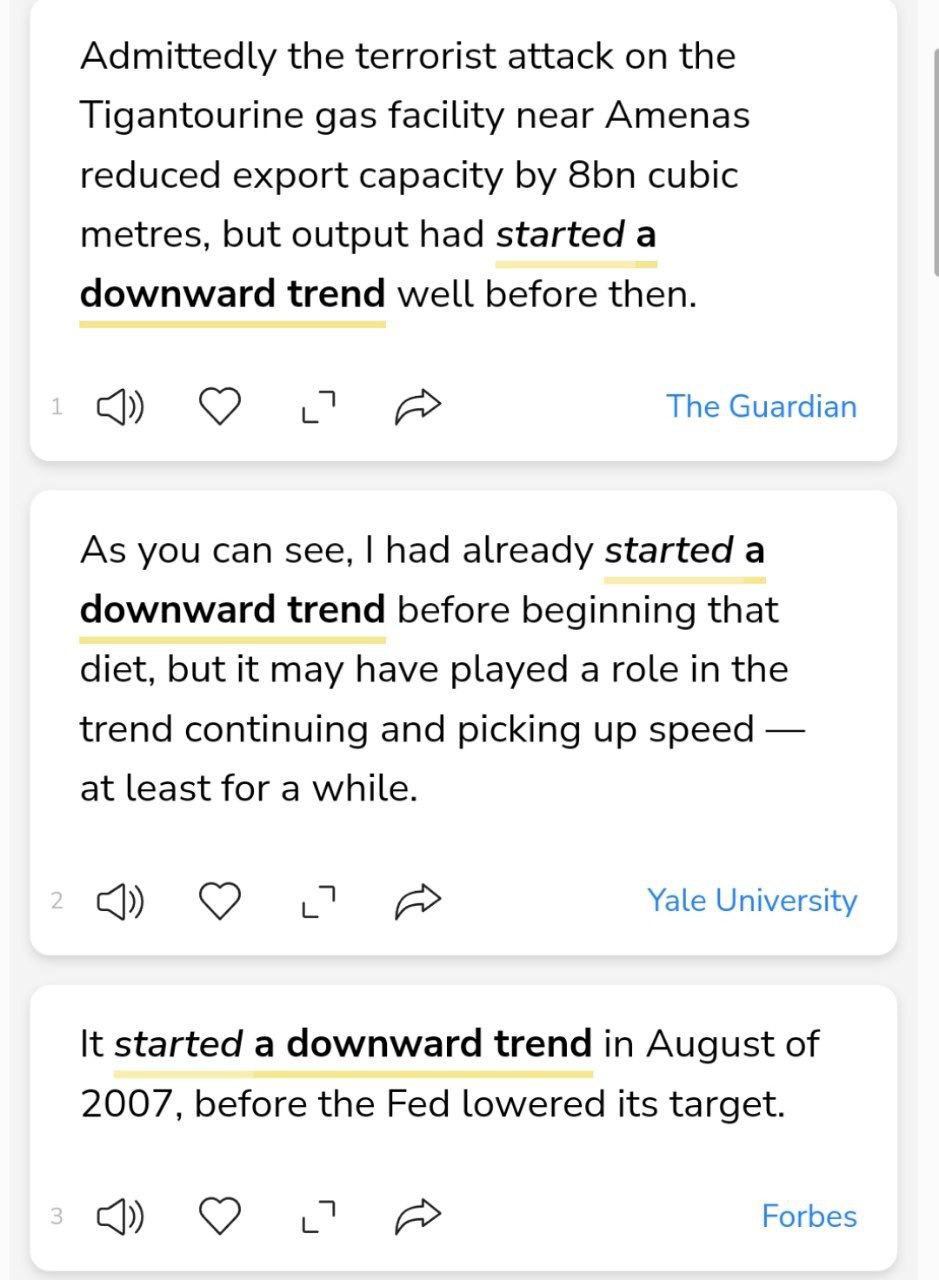 Admittedly the terrorist attack on the
Tigantourine gas facility near Amenas
reduced export capacity by 8bn cubic
metres, but output had started a
downward trend well before then.
1
The Guardian
As you can see, I had already started a
downward trend before beginning that
diet, but it may have played a role in the
trend continuing and picking up speed —
at least for a while.
2
Yale University
It started a downward trend in August of
2007, before the Fed lowered its target.
3
Forbes